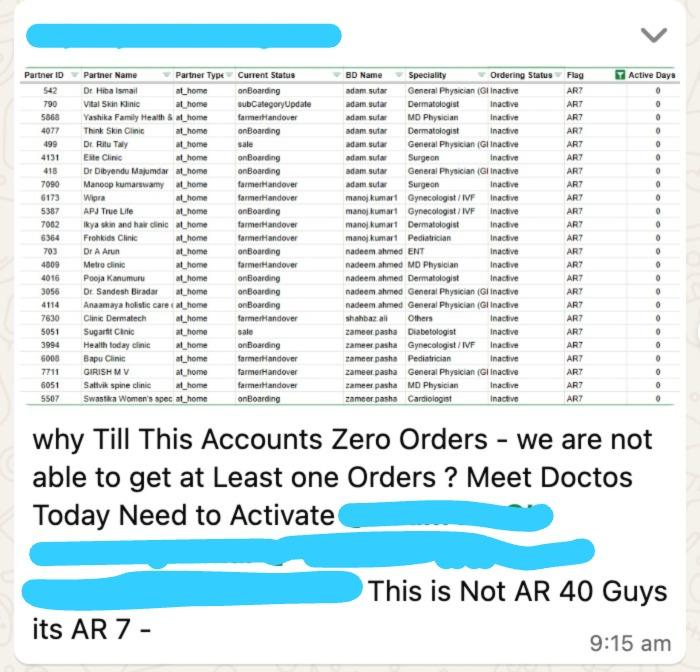 Partner ID Partner Name Partner Type Current Status BD Name Speciality Ordering Status Flag Active Days
542 Dr. Hiba Ismail at_home onBoarding adam.sutar General Physician (GI Inactive AR7 0
790 Vital Skin Klinic at_home subCategoryUpdate adam.sutar Dermatologist Inactive AR7 0
5868 Yashika Family Health & at_home farmerHandover adam.sutar MD Physician Inactive AR7 0
4077 Think Skin Clinic at_home onBoarding adam.sutar Dermatologist Inactive AR7 0
499 Dr. Ritu Taly at_home sale adam.sutar General Physician (GI Inactive AR7 0
4131 Elite Clinic at_home onBoarding adam.sutar Surgeon Inactive AR7 0
418 Dr Dibyendu Majumdar at_home onBoarding adam.sutar General Physician (GI Inactive AR7 0
7090 Manoop kumarswamy at_home farmerHandover adam.sutar Surgeon Inactive AR7 0
6173 Wipra at_home farmerHandover manoj.kumar1 Gynecologist / IVF Inactive AR7 0
5387 APJ True Life at_home onBoarding manoj.kumar1 Gynecologist / IVF Inactive AR7 0
7082 Ikya skin and hair clinic at_home farmerHandover manoj.kumar1 Dermatologist Inactive AR7 0
6364 Frohkids Clinic at_home farmerHandover manoj.kumar1 Pediatrician Inactive AR7 0
703 Dr A Arun at_home onBoarding nadeem.ahmed ENT Inactive AR7 0
4809 Metro clinic at_home farmerHandover nadeem.ahmed MD Physician Inactive AR7 0
4016 Pooja Kanumuru at_home onBoarding nadeem.ahmed Dermatologist Inactive AR7 0
3056 Dr. Sandesh Biradar at_home onBoarding nadeem.ahmed General Physician (GI Inactive AR7 0
4114 Anaamaya holistic care at_home onBoarding nadeem.ahmed General Physician (GI Inactive AR7 0
7630 Clinic Dermatech at_home farmerHandover shahbaz.ali Others Inactive AR7 0
5051 Sugarfit Clinic at_home sale zameer.pasha Diabetologist Inactive AR7 0
3994 Health today clinic at_home onBoarding zameer.pasha Gynecologist / IVF Inactive AR7 0
6008 Bapu Clinic at_home farmerHandover zameer.pasha Pediatrician Inactive AR7 0
7711 GIRISH M V at_home farmerHandover zameer.pasha General Physician (GI Inactive AR7 0
6051 Saltvik spine clinic at_home farmerHandover zameer.pasha MD Physician Inactive AR7 0
5507 Swastika Women's spec at_home onBoarding zameer.pasha Cardiologist Inactive AR7 0
why Till This Accounts Zero Orders - we are not
able to get at Least one Orders ? Meet Doctos
Today Need to Activate
This is Not AR 40 Guys
its AR 7 -
9:15 am